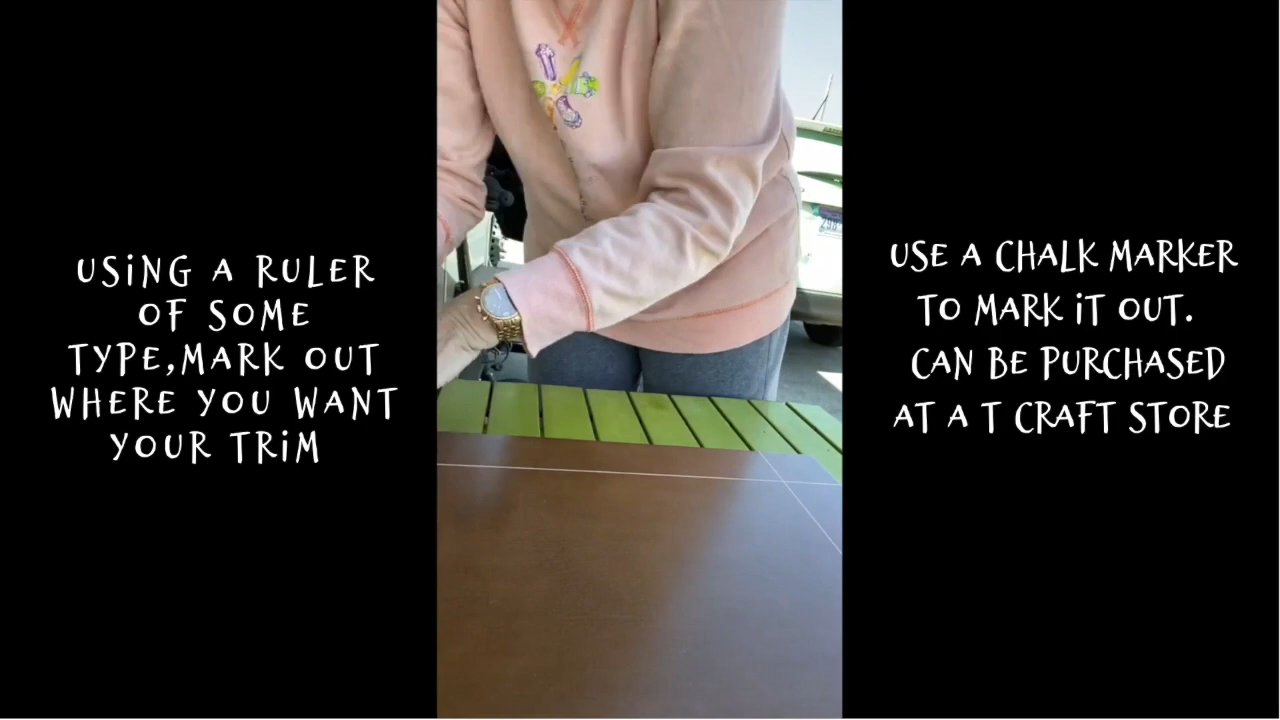 USING A RULER
OF SOME
TYPE,MARK OUT
WHERE YOU WANT
YOUR TRIM
USE A CHALK MARKER
TO MARK IT OUT.
CAN BE PURCHASED
AT A T CRAFT STORE